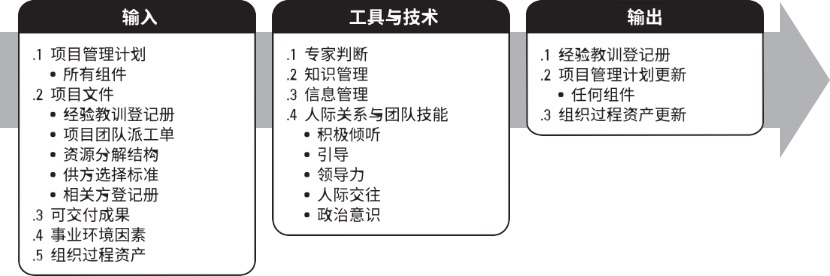 输入
.1 项目管理计划
• 所有组件
.2 项目文件
• 经验教训登记册
• 项目团队派工单
• 资源分解结构
• 供方选择标准
• 相关方登记册
.3 可交付成果
.4 事业环境因素
.5 组织过程资产
工具与技术
.1 专家判断
.2 知识管理
.3 信息管理
.4 人际关系与团队技能
• 积极倾听
• 引导
• 领导力
• 人际交往
• 政治意识
输出
.1 经验教训登记册
.2 项目管理计划更新
• 任何组件
.3 组织过程资产更新